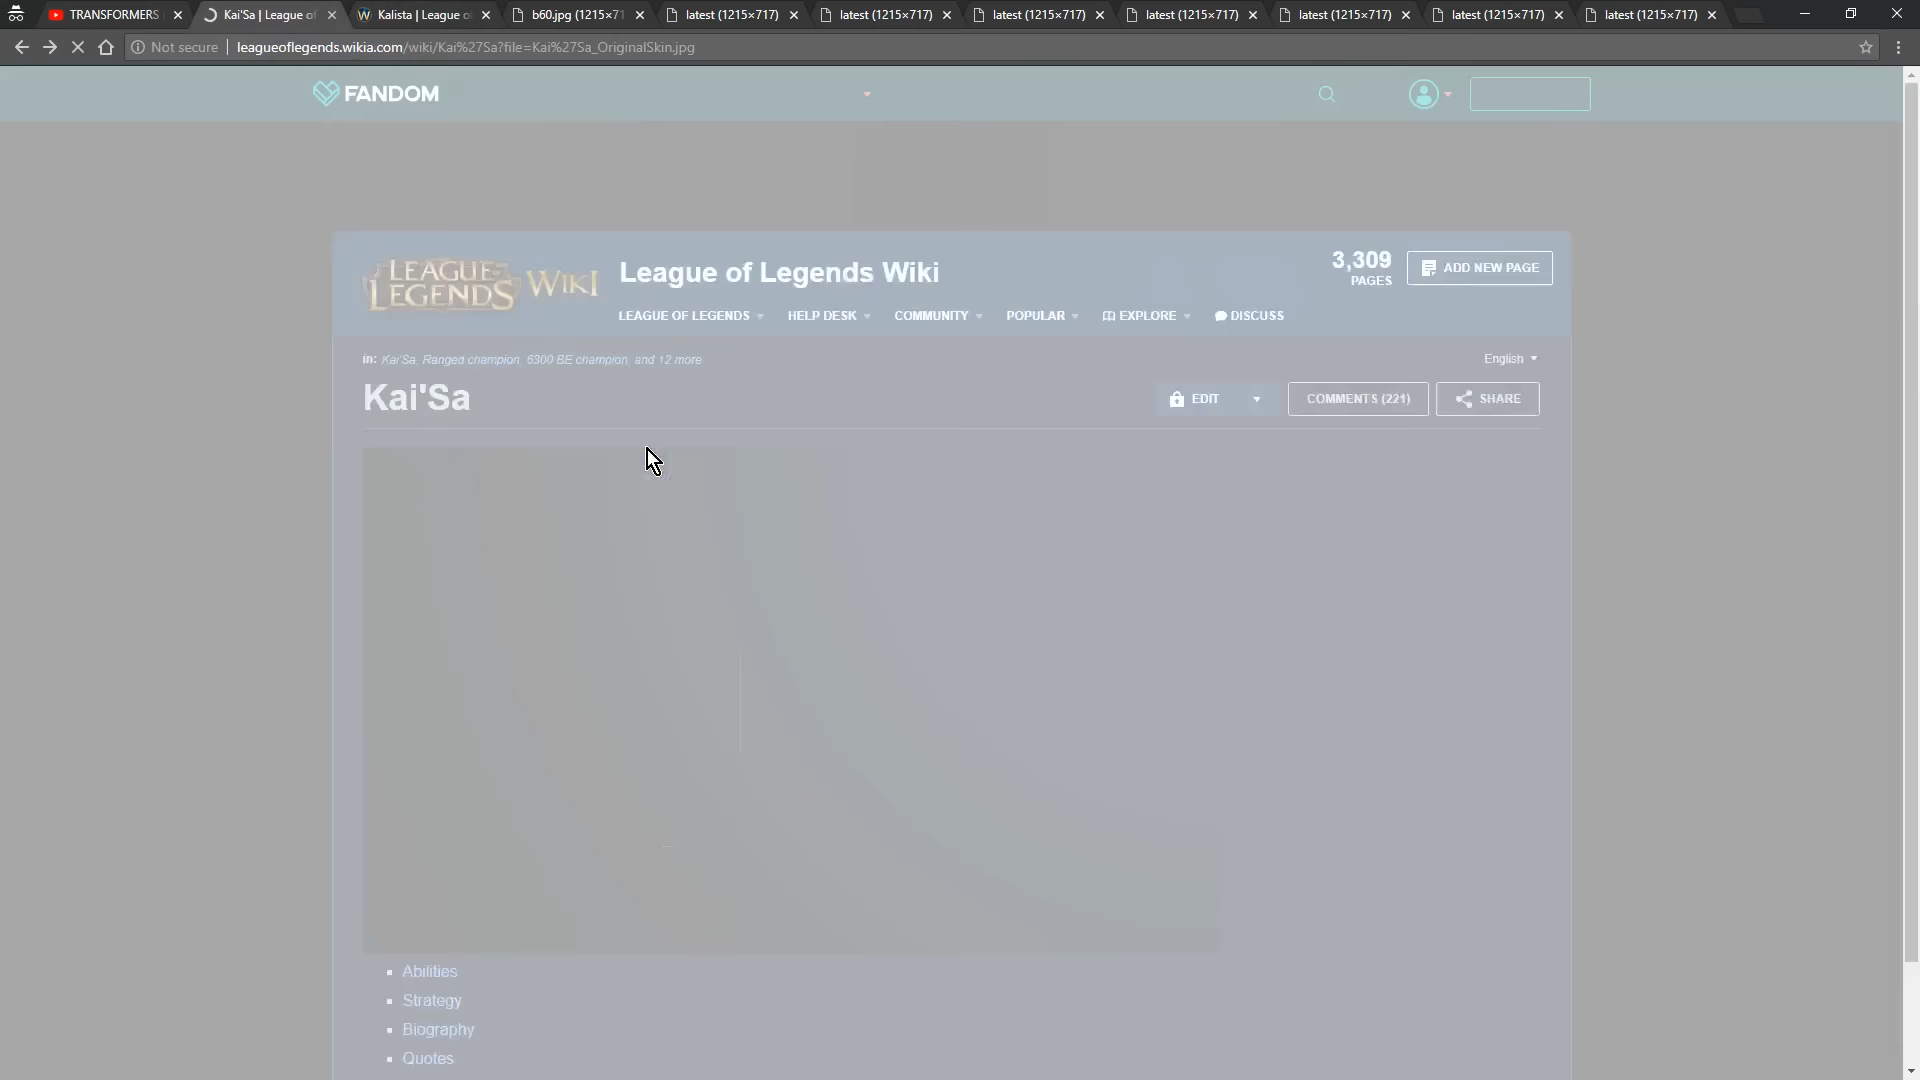 TRANSFORMERS
Kai'Sa | League of
Kalista | League o
b60.jpg (1215×71
latest (1215×717)
latest (1215×717)
latest (1215×717)
latest (1215×717)
latest (1215×717)
latest (1215×717)
latest (1215×717)
Not secure
leagueoflegends.wikia.com/wiki/Kai%27Sa?file=Kai%27Sa_OriginalSkin.jpg
FANDOM
LEAGUE OF LEGENDS WIKI
League of Legends Wiki
3,309
PAGES
ADD NEW PAGE
LEAGUE OF LEGENDS
HELP DESK
COMMUNITY
POPULAR
EXPLORE
DISCUSS
in: Kai'Sa, Ranged champion, 6300 BE champion, and 12 more
English
Kai'Sa
EDIT
COMMENTS (221)
SHARE
Abilities
Strategy
Biography
Quotes